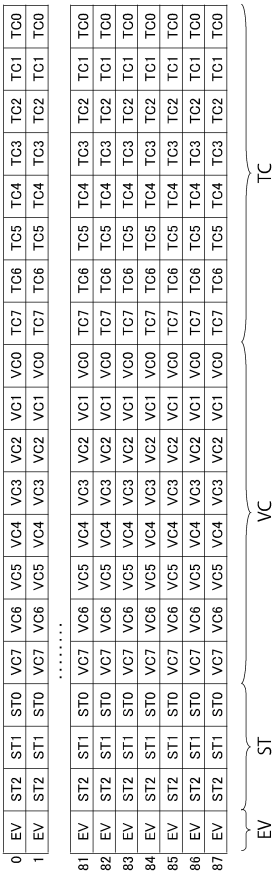 0 EV ST2 ST1 ST0 VC7 VC6 VC5 VC4 VC3 VC2 VC1 VC0 TC7 TC6 TC5 TC4 TC3 TC2 TC1 TC0
1 EV ST2 ST1 ST0 VC7 VC6 VC5 VC4 VC3 VC2 VC1 VC0 TC7 TC6 TC5 TC4 TC3 TC2 TC1 TC0
........
81 EV ST2 ST1 ST0 VC7 VC6 VC5 VC4 VC3 VC2 VC1 VC0 TC7 TC6 TC5 TC4 TC3 TC2 TC1 TC0
82 EV ST2 ST1 ST0 VC7 VC6 VC5 VC4 VC3 VC2 VC1 VC0 TC7 TC6 TC5 TC4 TC3 TC2 TC1 TC0
83 EV ST2 ST1 ST0 VC7 VC6 VC5 VC4 VC3 VC2 VC1 VC0 TC7 TC6 TC5 TC4 TC3 TC2 TC1 TC0
84 EV ST2 ST1 ST0 VC7 VC6 VC5 VC4 VC3 VC2 VC1 VC0 TC7 TC6 TC5 TC4 TC3 TC2 TC1 TC0
85 EV ST2 ST1 ST0 VC7 VC6 VC5 VC4 VC3 VC2 VC1 VC0 TC7 TC6 TC5 TC4 TC3 TC2 TC1 TC0
86 EV ST2 ST1 ST0 VC7 VC6 VC5 VC4 VC3 VC2 VC1 VC0 TC7 TC6 TC5 TC4 TC3 TC2 TC1 TC0
87 EV ST2 ST1 ST0 VC7 VC6 VC5 VC4 VC3 VC2 VC1 VC0 TC7 TC6 TC5 TC4 TC3 TC2 TC1 TC0
EV ST VC TC